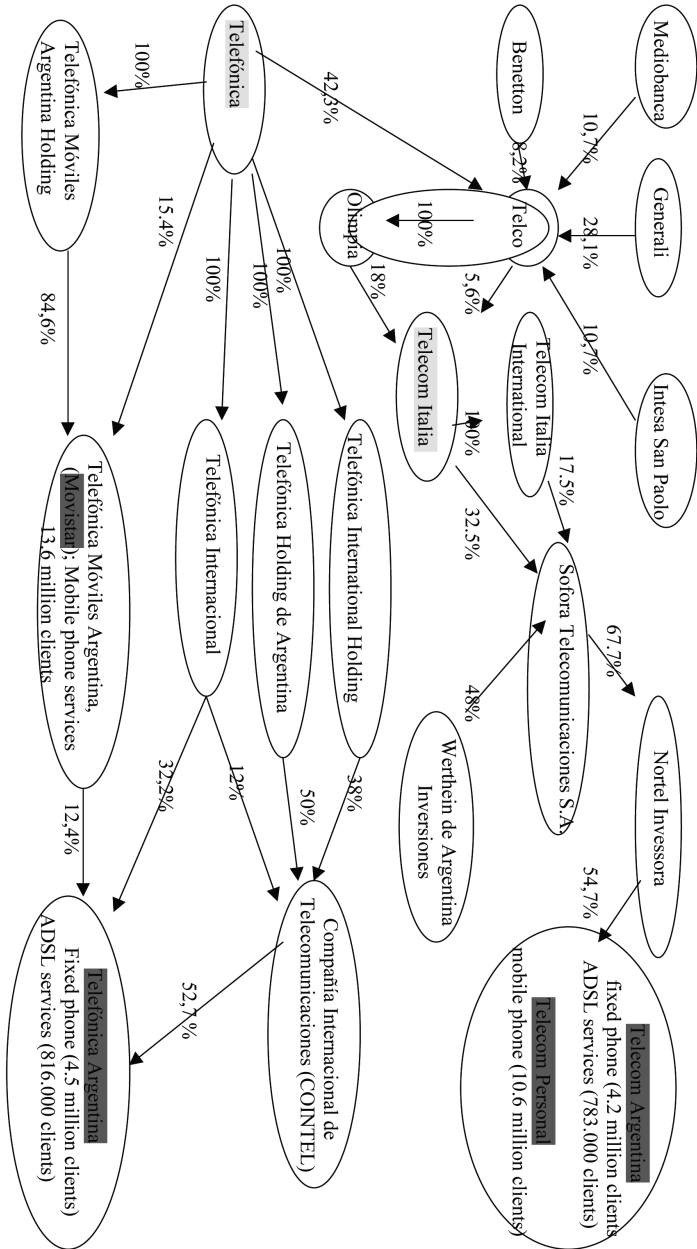 Mediobanca
Generali
Intesa San Paolo
Nortel Invessora
Telecom Argentina
fixed phone (4.2 million clients
ADSL services (783.000 clients)
Telecom Personal
mobile phone (10.6 million clients)
10,7%
28,1%
10,7%
67.7%
54,7%
Benetton
8,2%
Telco
Telecom Italia
International
17.5%
Sofora Telecomunicaciones S.A.
100%
5,6%
100%
32.5%
48%
Olimpia
18%
Telecom Italia
Werthein de Argentina
Inversiones
42,3%
Telefónica
100%
100%
100%
Telefónica International Holding
38%
Telefónica Holding de Argentina
50%
Compañía Internacional de
Telecomunicaciones (COINTEL)
Telefónica Internacional
12%
15.4%
32,2%
52,7%
100%
Telefónica Móviles
Argentina Holding
84,6%
Telefónica Móviles Argentina,
(Movistar); Mobile phone services
13,6 million clients
12,4%
Telefónica Argentina
Fixed phone (4.5 million clients)
ADSL services (816.000 clients)